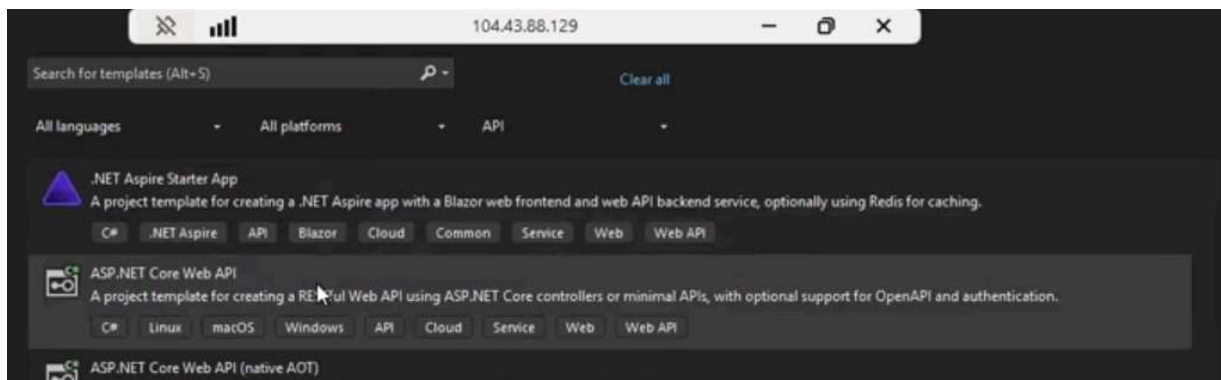 104.43.88.129
Search for templates (Alt+S)
Clear all
All languages All platforms API
.NET Aspire Starter App
A project template for creating a .NET Aspire app with a Blazor web frontend and web API backend service, optionally using Redis for caching.
C# .NET Aspire API Blazor Cloud Common Service Web Web API
ASP.NET Core Web API
A project template for creating a RESTful Web API using ASP.NET Core controllers or minimal APIs, with optional support for OpenAPI and authentication.
C# Linux macOS Windows API Cloud Service Web Web API
ASP.NET Core Web API (native AOT)